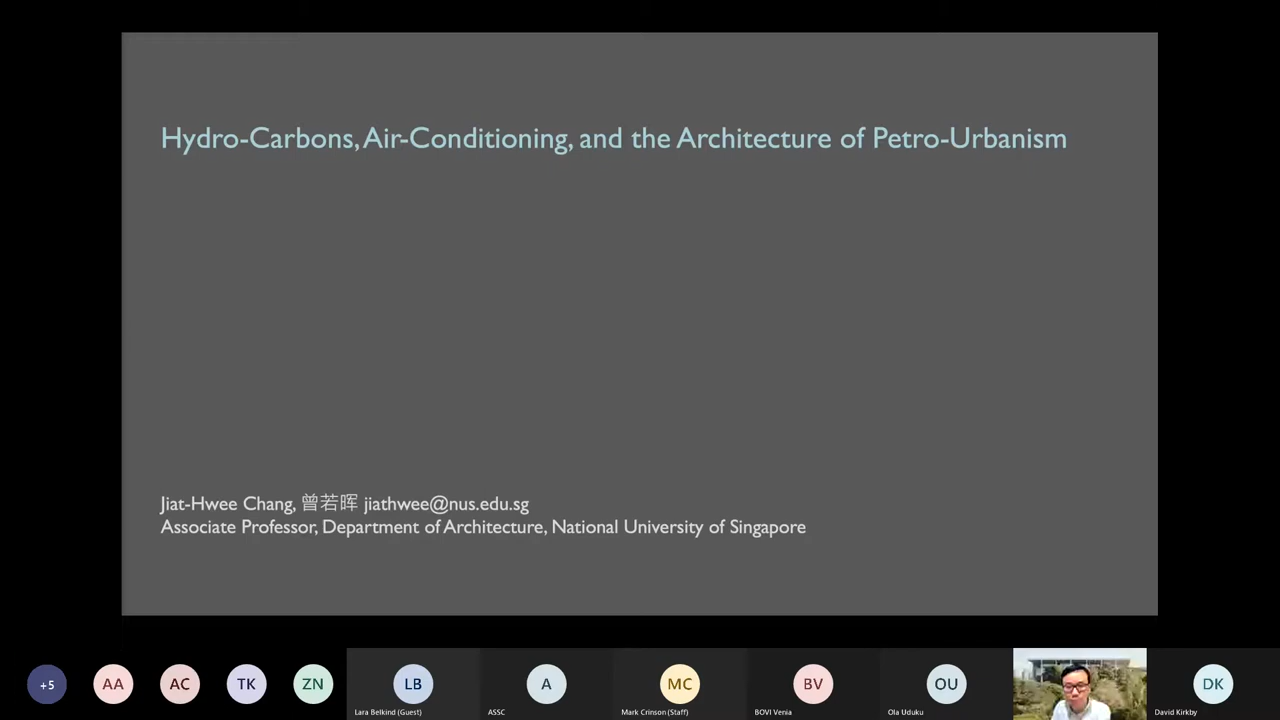 Hydro-Carbons, Air-Conditioning, and the Architecture of Petro-Urbanism
Jiat-Hwee Chang, 曾若晖 jiathwee@nus.edu.sg
Associate Professor, Department of Architecture, National University of Singapore
+5
AA
AC
TK
ZN
LB
A
MC
BV
OU
DK
Lara Belkind (Guest)
ASSC
Mark Crinson (Staff)
BOVI Venia
Ola Uduku
David Kirkby